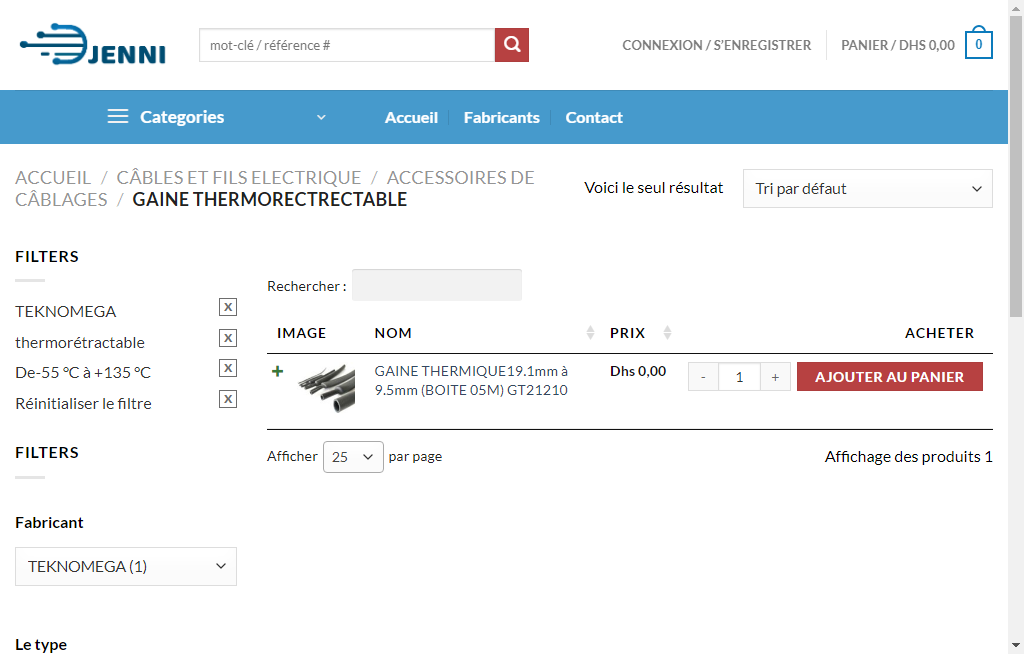 DJENNI
mot-clé / référence #
CONNEXION / S'ENREGISTRER
PANIER / DHS 0,00
0
Categories
Accueil
Fabricants
Contact
ACCUEIL / CÂBLES ET FILS ELECTRIQUE / ACCESSOIRES DE
CÂBLAGES / GAINE THERMORECTRECTABLE
Voici le seul résultat
Tri par défaut
FILTERS
TEKNOMEGA X
thermorétractable X
De-55 °C à +135 °C X
Réinitialiser le filtre X
FILTERS
Fabricant
TEKNOMEGA (1)
Le type
Rechercher :
IMAGE NOM PRIX ACHETER
GAINE THERMIQUE19.1mm à
9.5mm (BOITE 05M) GT21210
Dhs 0,00
- 1 +
AJOUTER AU PANIER
Afficher 25 par page
Affichage des produits 1